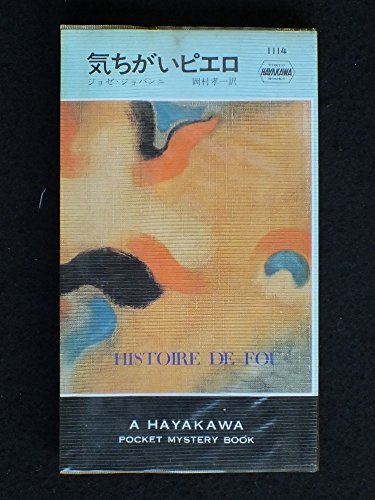 気ちがいピエロ
ジョゼ・ジョバンニ 岡村孝一訳
1114
HAYAKAWA
HISTOIRE DE FOU
A HAYAKAWA
POCKET MYSTERY BOOK